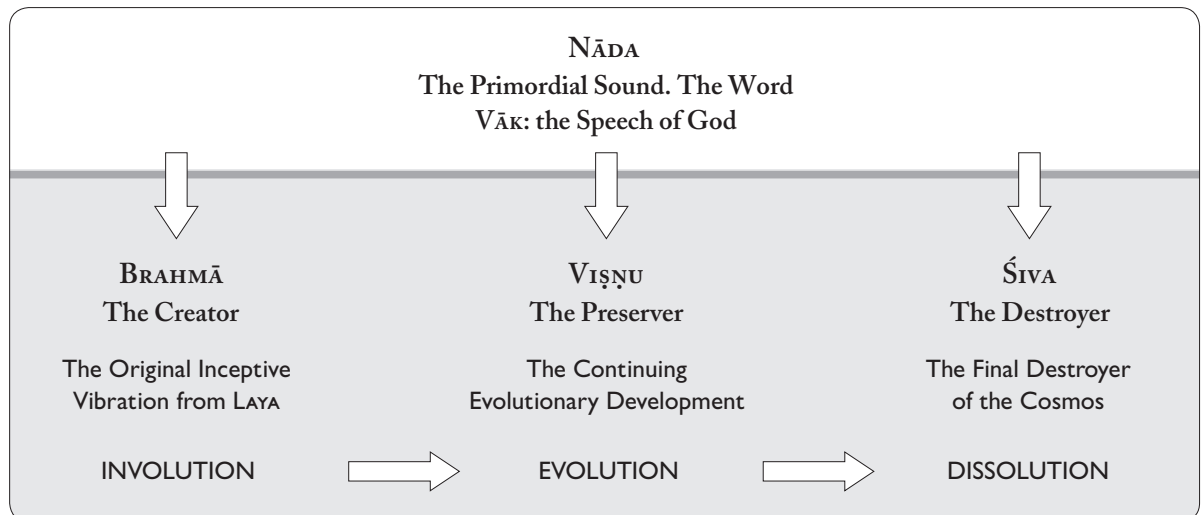 Nāda
The Primordial Sound. The Word
Vāk: the Speech of God
Brahmā
The Creator
The Original Inceptive
Vibration from Laya
INVOLUTION
Viṣṇu
The Preserver
The Continuing
Evolutionary Development
EVOLUTION
Śiva
The Destroyer
The Final Destroyer
of the Cosmos
DISSOLUTION